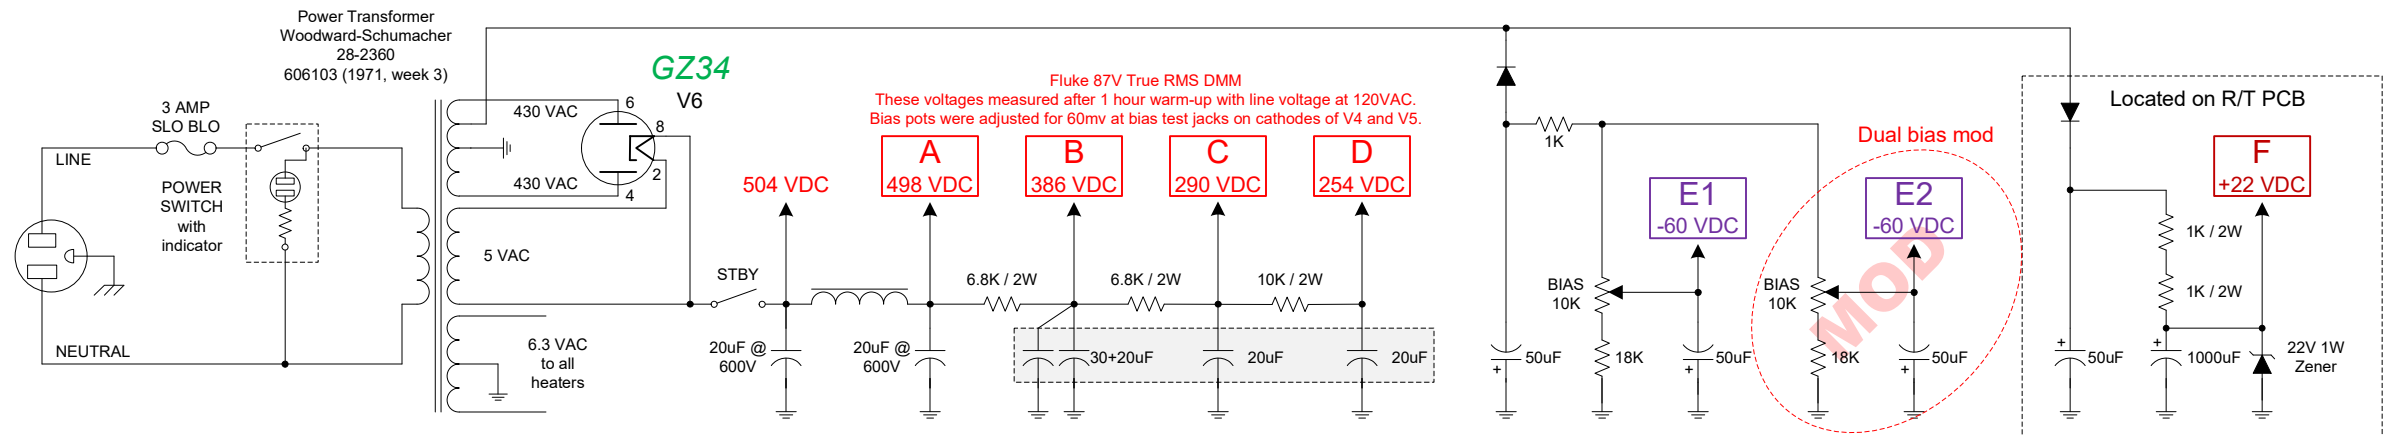 Power Transformer
Woodward-Schumacher
28-2360
606103 (1971, week 3)
3 AMP
SLO BLO
LINE
POWER
SWITCH
with
indicator
NEUTRAL
430 VAC
430 VAC
5 VAC
6.3 VAC
to all
heaters
GZ34
V6
6
8
2
4
STBY
504 VDC
Fluke 87V True RMS DMM
These voltages measured after 1 hour warm-up with line voltage at 120VAC.
Bias pots were adjusted for 60mv at bias test jacks on cathodes of V4 and V5.
A
498 VDC
B
386 VDC
C
290 VDC
D
254 VDC
6.8K / 2W
6.8K / 2W
10K / 2W
20uF @
600V
20uF @
600V
30+20uF
20uF
20uF
1K
+
50uF
BIAS
10K
18K
E1
-60 VDC
+
50uF
Dual bias mod
BIAS
10K
18K
E2
-60 VDC
MOD
+
50uF
Located on R/T PCB
F
+22 VDC
1K / 2W
1K / 2W
+
50uF
+
1000uF
22V 1W
Zener